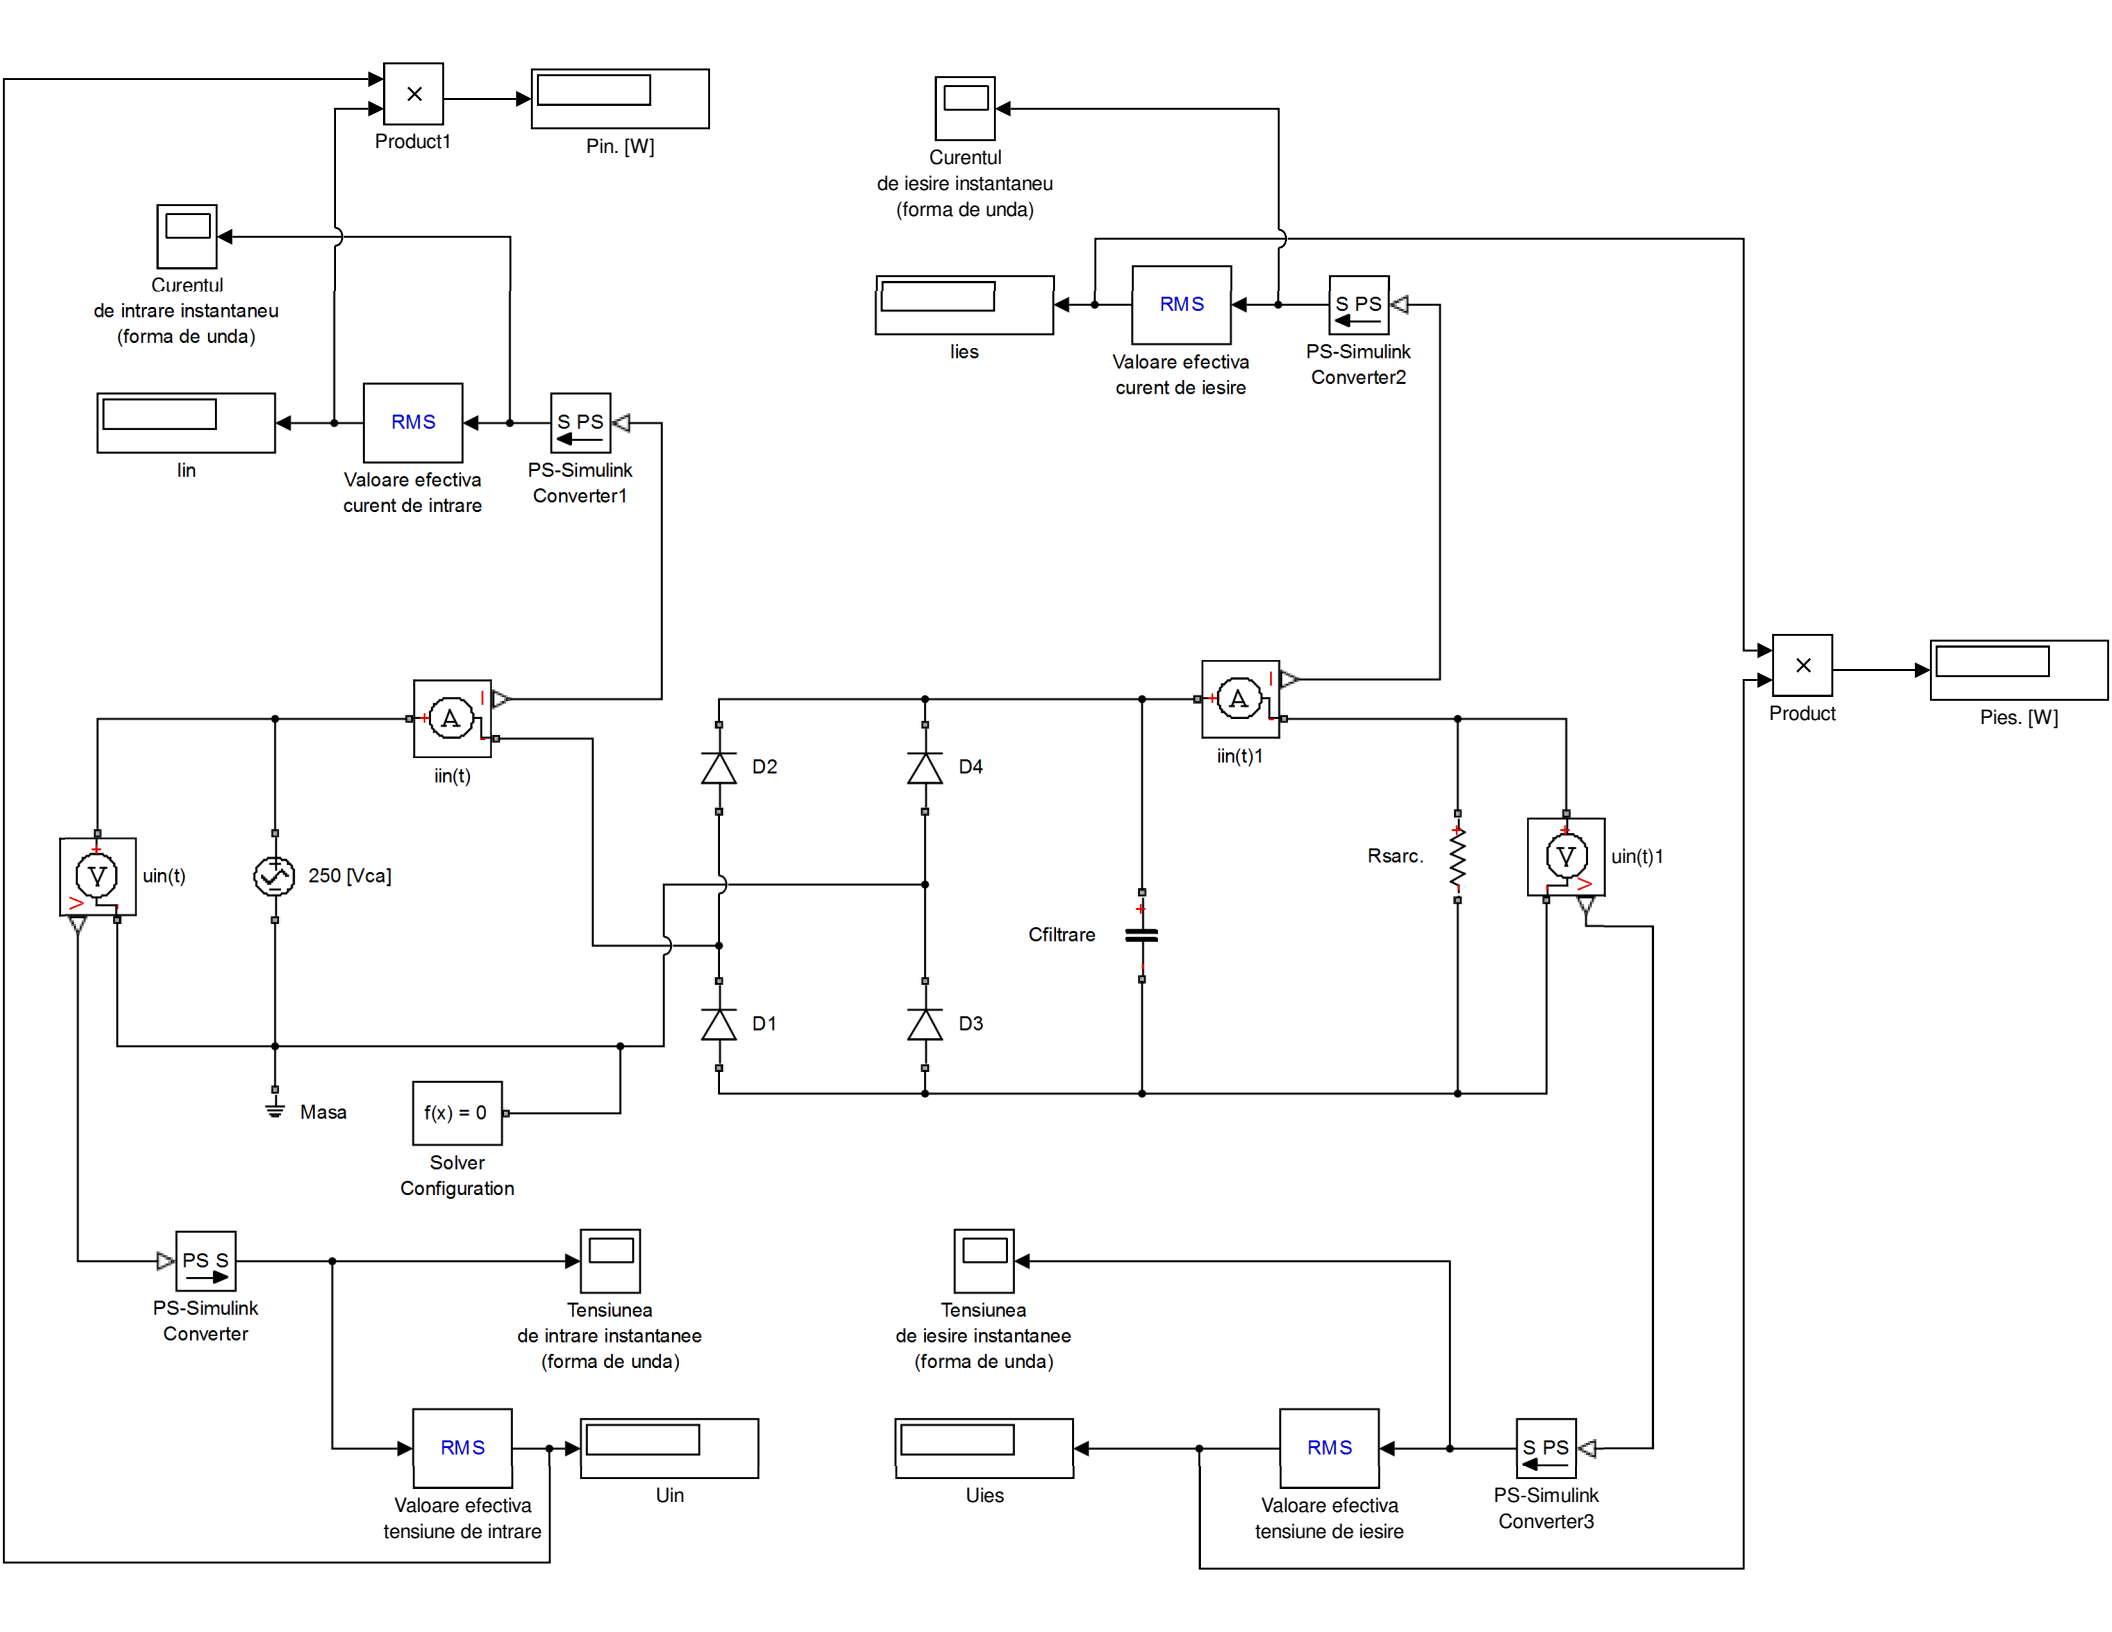 ×
Product1
Pin. [W]
Curentul
de iesire instantaneu
(forma de unda)
Curentul
de intrare instantaneu
(forma de unda)
Iies
RMS
Valoare efectiva
curent de iesire
S PS
PS-Simulink
Converter2
Iin
RMS
Valoare efectiva
curent de intrare
S PS
PS-Simulink
Converter1
×
Product
Pies. [W]
+ A I -
iin(t)
+ A I -
iin(t)1
D2
D4
+
V
V
uin(t)
250 [Vca]
Rsarc.
+
V
V
uin(t)1
Cfiltrare
D1
D3
Masa
f(x) = 0
Solver
Configuration
PS S
PS-Simulink
Converter
Tensiunea
de intrare instantanee
(forma de unda)
Tensiunea
de iesire instantanee
(forma de unda)
RMS
Valoare efectiva
tensiune de intrare
Uin
Uies
RMS
Valoare efectiva
tensiune de iesire
S PS
PS-Simulink
Converter3